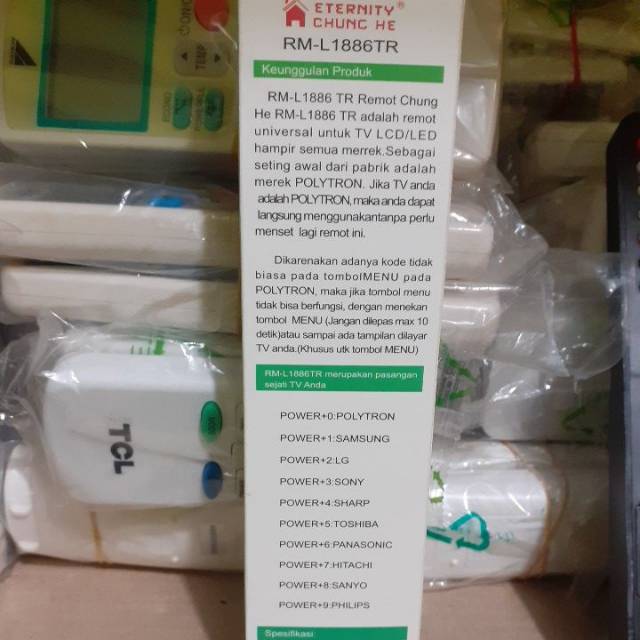 ETERNITY
CHUNG HE
RM-L1886TR
Keunggulan Produk
RM-L1886 TR Remot Chung
He RM-L1886 TR adalah remot
universal untuk TV LCD/LED
hampir semua merrek.Sebagai
seting awal dari pabrik adalah
merek POLYTRON. Jika TV anda
adalah POLYTRON, maka anda dapat
langsung menggunakantanpa perlu
menset lagi remot ini.
Dikarenakan adanya kode tidak
biasa pada tombolMENU pada
POLYTRON, maka jika tombol menu
tidak bisa berfungsi, dengan menekan
tombol MENU (Jangan dilepas max 10
detik)atau sampai ada tampilan dilayar
TV anda.(Khusus utk tombol MENU)
RM-L1886TR merupakan pasangan
sejati TV Anda
POWER+0:POLYTRON
POWER+1:SAMSUNG
POWER+2:LG
POWER+3:SONY
POWER+4:SHARP
POWER+5:TOSHIBA
POWER+6:PANASONIC
POWER+7:HITACHI
POWER+8:SANYO
POWER+9:PHILIPS
Spesifikasi
ON/OFF
TEMP
TCL